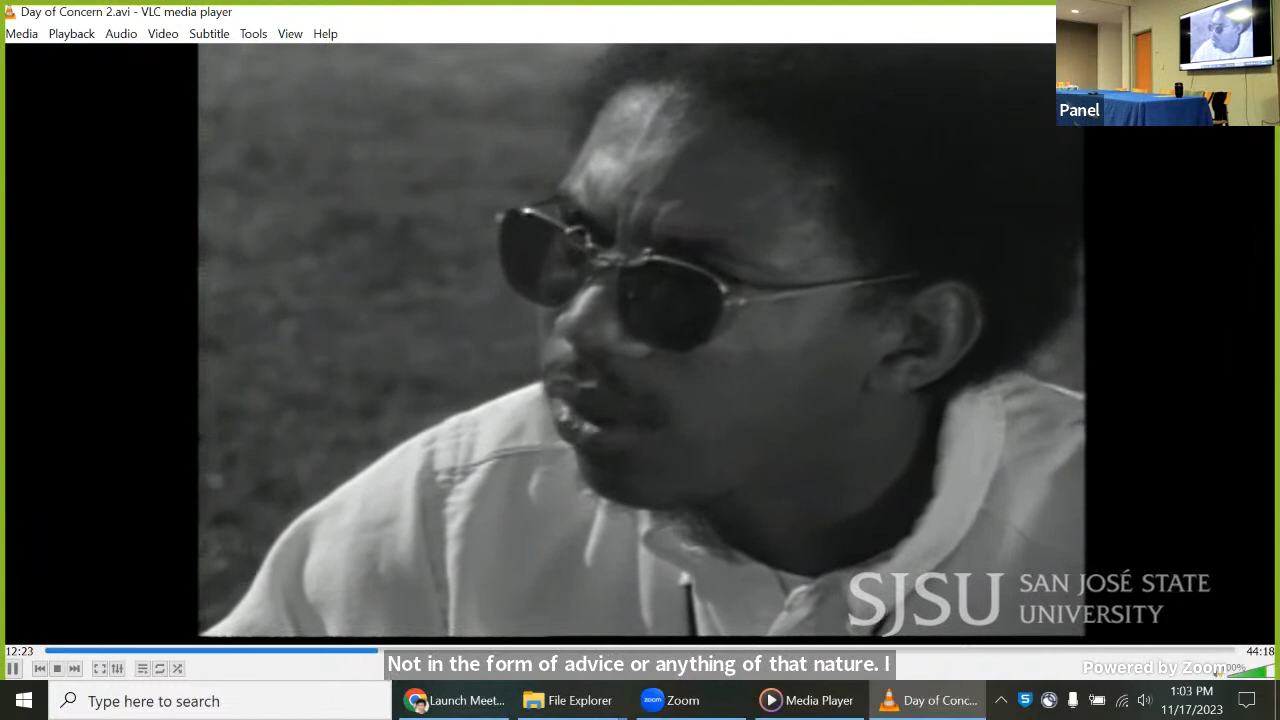 Day of Concern 2.avi - VLC media player
Media Playback Audio Video Subtitle Tools View Help
Panel
SJSU SAN JOSÉ STATE
UNIVERSITY
12:23
44:18
Not in the form of advice or anything of that nature. I
Powered by Zoom
Type here to search
Launch Meet...
File Explorer
Zoom
zoom
Media Player
Day of Conc...
1:03 PM
11/17/2023